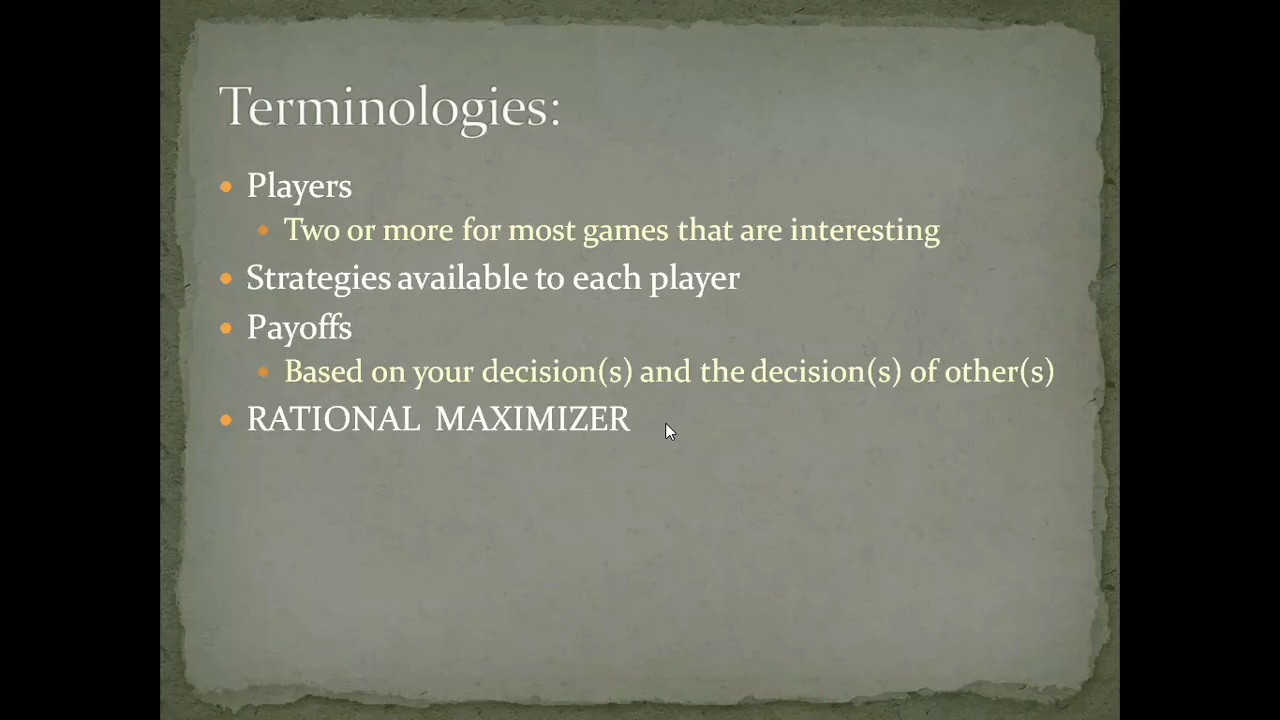 Terminologies:
• Players
• Two or more for most games that are interesting
• Strategies available to each player
• Payoffs
• Based on your decision(s) and the decision(s) of other(s)
• RATIONAL MAXIMIZER